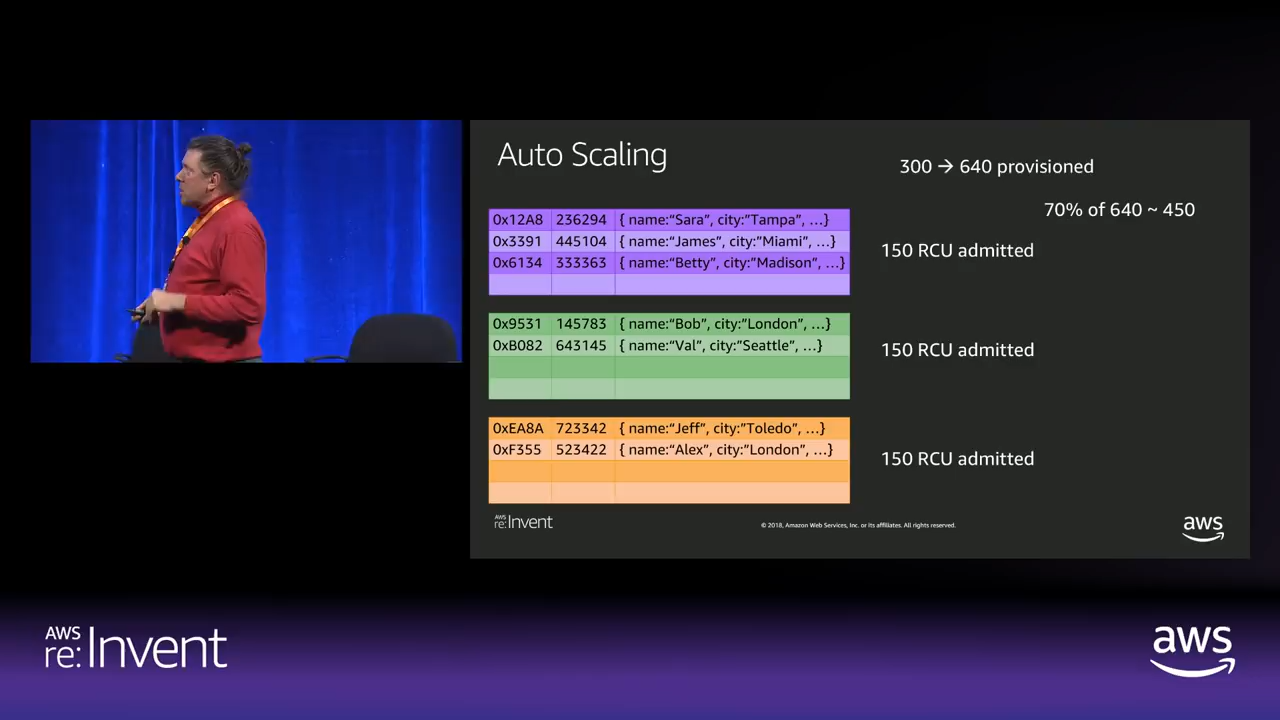 Auto Scaling
300 → 640 provisioned
70% of 640 ~ 450
0x12A8 236294 { name:“Sara”, city:”Tampa”, …}
0x3391 445104 { name:“James”, city:”Miami”, …}
0x6134 333363 { name:“Betty”, city:”Madison”, …}
150 RCU admitted
0x9531 145783 { name:“Bob”, city:”London”, …}
0xB082 643145 { name:“Val”, city:”Seattle”, …}
150 RCU admitted
0xEA8A 723342 { name:“Jeff”, city:”Toledo”, …}
0xF355 523422 { name:“Alex”, city:”London”, …}
150 RCU admitted
AWS
re:Invent
© 2018, Amazon Web Services, Inc. or its affiliates. All rights reserved.
aws
AWS
re:Invent
aws